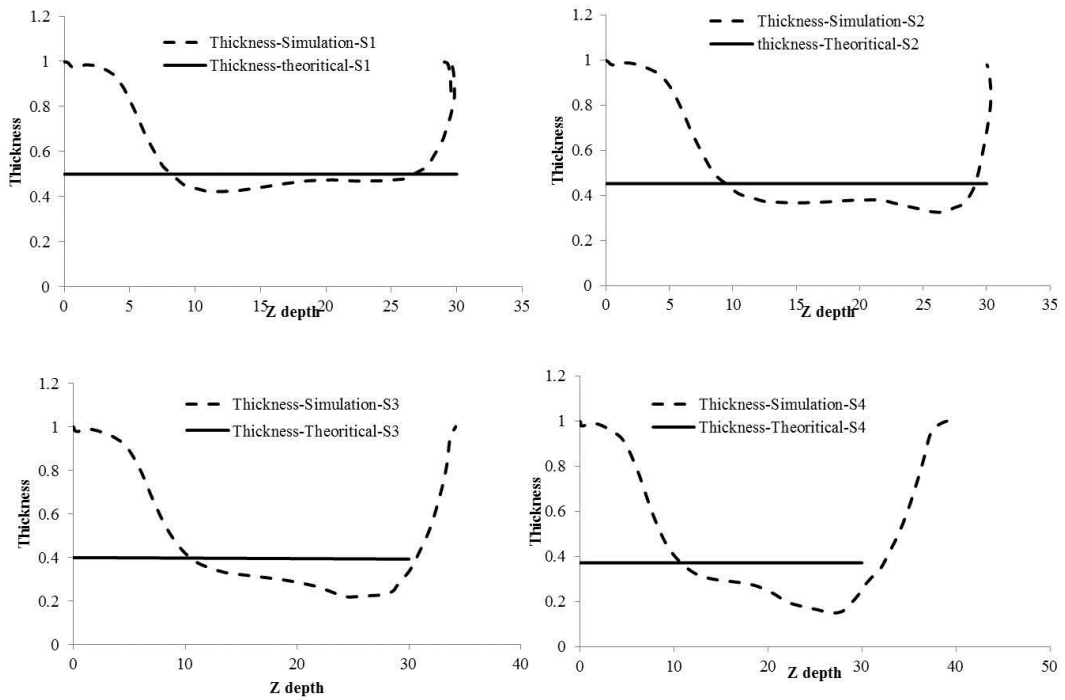 1.2
Thickness-Simulation-S1
Thickness-theoritical-S1
1
0.8
0.6
0.4
0.2
0
Thickness
0 5 10 15 20 25 30 35
Z depth
1.2
Thickness-Simulation-S2
thickness-Theoritical-S2
1
0.8
0.6
0.4
0.2
0
Thickness
0 5 10 15 20 25 30 35
Z depth
1.2
Thickness-Simulation-S3
Thickness-Theoritical-S3
1
0.8
0.6
0.4
0.2
0
Thickness
0 10 20 30 40
Z depth
1.2
Thickness-Simulation-S4
Thickness-Theoritical-S4
1
0.8
0.6
0.4
0.2
0
Thickness
0 10 20 30 40 50
Z depth